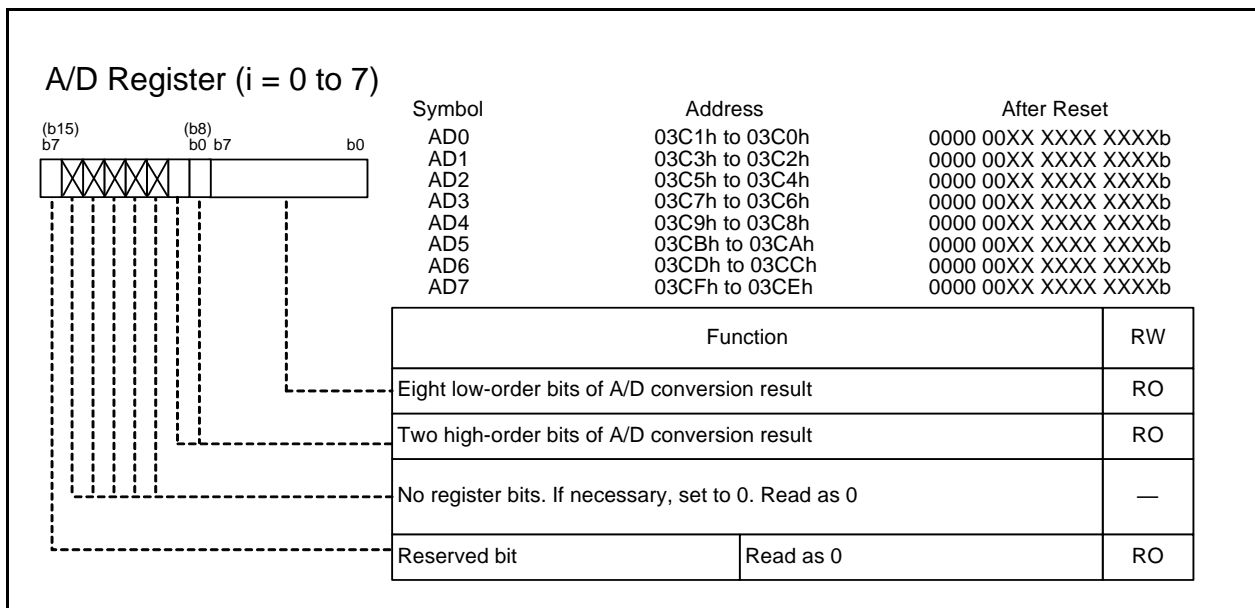 A/D Register (i = 0 to 7)
Symbol Address After Reset
(b15) (b8)
b7 b0 b7 b0
AD0 03C1h to 03C0h 0000 00XX XXXX XXXXb
AD1 03C3h to 03C2h 0000 00XX XXXX XXXXb
AD2 03C5h to 03C4h 0000 00XX XXXX XXXXb
AD3 03C7h to 03C6h 0000 00XX XXXX XXXXb
AD4 03C9h to 03C8h 0000 00XX XXXX XXXXb
AD5 03CBh to 03CAh 0000 00XX XXXX XXXXb
AD6 03CDh to 03CCh 0000 00XX XXXX XXXXb
AD7 03CFh to 03CEh 0000 00XX XXXX XXXXb
Function RW
Eight low-order bits of A/D conversion result RO
Two high-order bits of A/D conversion result RO
No register bits. If necessary, set to 0. Read as 0 —
Reserved bit Read as 0 RO